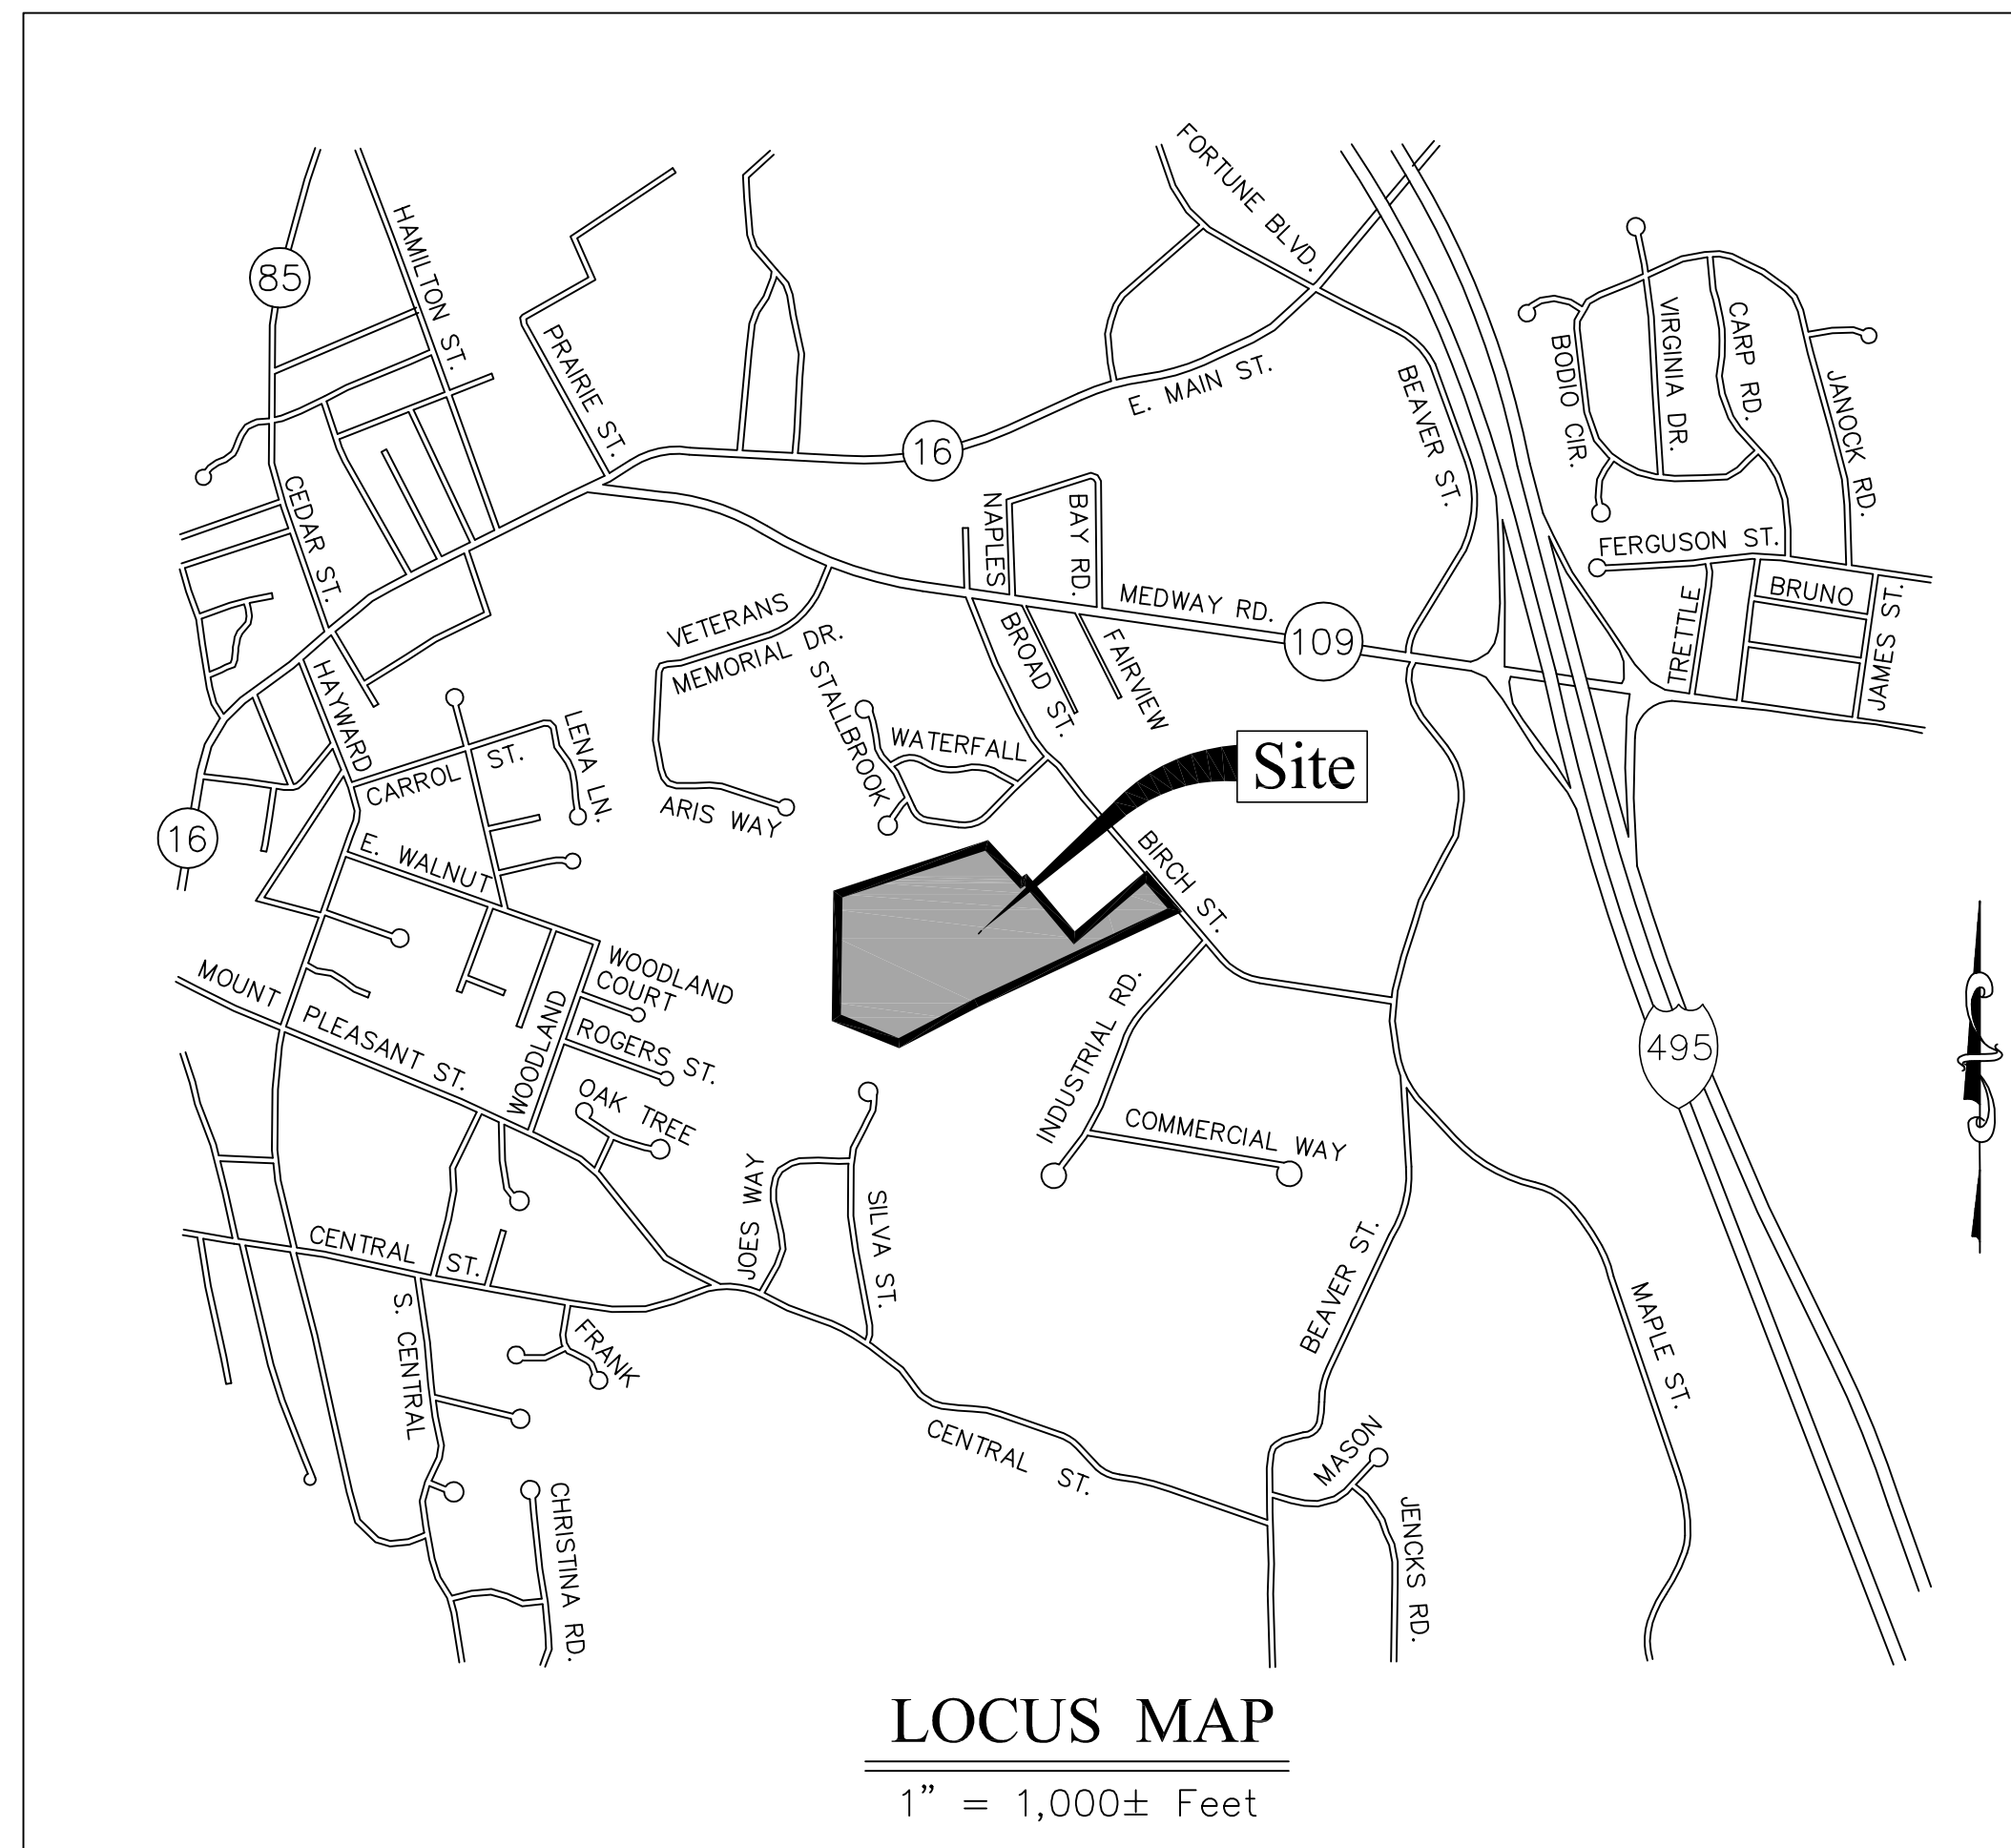 FORTUNE BLVD.
HAMILTON ST.
85
PRAIRIE ST.
VIRGINIA DR.
CARP RD.
BODIO CIR.
JANOCK RD.
BEAVER ST.
E. MAIN ST.
16
CEDAR ST.
NAPLES
BAY RD.
FERGUSON ST.
BRUNO
TRETTLE
JAMES ST.
MEDWAY RD.
109
VETERANS
MEMORIAL DR.
BROAD ST.
FAIRVIEW
HAYWARD
STALLBROOK
WATERFALL
LENA LN.
CARROL ST.
ARIS WAY
Site
16
E. WALNUT
BIRCH ST.
WOODLAND
COURT
MOUNT PLEASANT ST.
WOODLAND
ROGERS ST.
OAK TREE
INDUSTRIAL RD.
COMMERCIAL WAY
495
JOES WAY
SILVA ST.
CENTRAL ST.
S. CENTRAL
FRANK
BEAVER ST.
MAPLE ST.
CENTRAL ST.
MASON
JENCKS RD.
CHRISTINA RD.
LOCUS MAP
1” = 1,000± Feet